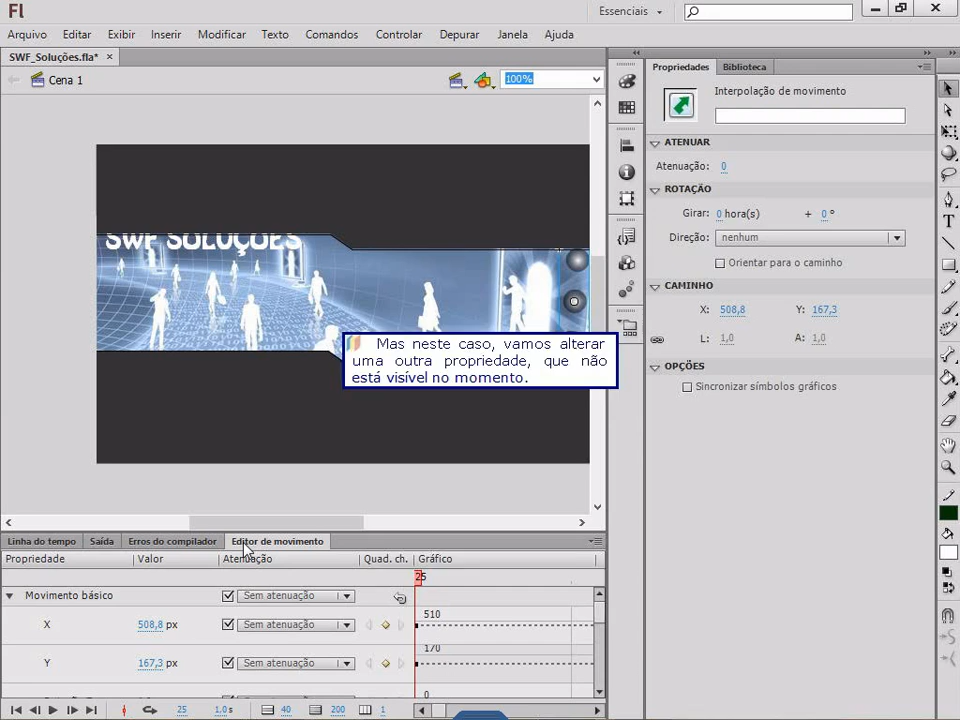 Fl
Essenciais
Arquivo Editar Exibir Inserir Modificar Texto Comandos Controlar Depurar Janela Ajuda
SWF_Soluções.fla* ×
Cena 1
100%
Propriedades Biblioteca
Interpolação de movimento
ATENUAR
Atenuação: 0
ROTAÇÃO
Girar: 0 hora(s) + 0 °
Direção: nenhum
Orientar para o caminho
CAMINHO
X: 508,8 Y: 167,3
L: 1,0 A: 1,0
OPÇÕES
Sincronizar símbolos gráficos
SWF SOLUÇÕES
Mas neste caso, vamos alterar
uma outra propriedade, que não
está visível no momento.
Linha do tempo Saída Erros do compilador Editor de movimento
Propriedade Valor Atenuação Quad. ch. Gráfico
25
Movimento básico Sem atenuação
510
X 508,8 px Sem atenuação
170
Y 167,3 px Sem atenuação
0
25 1.0 s 40 200 1